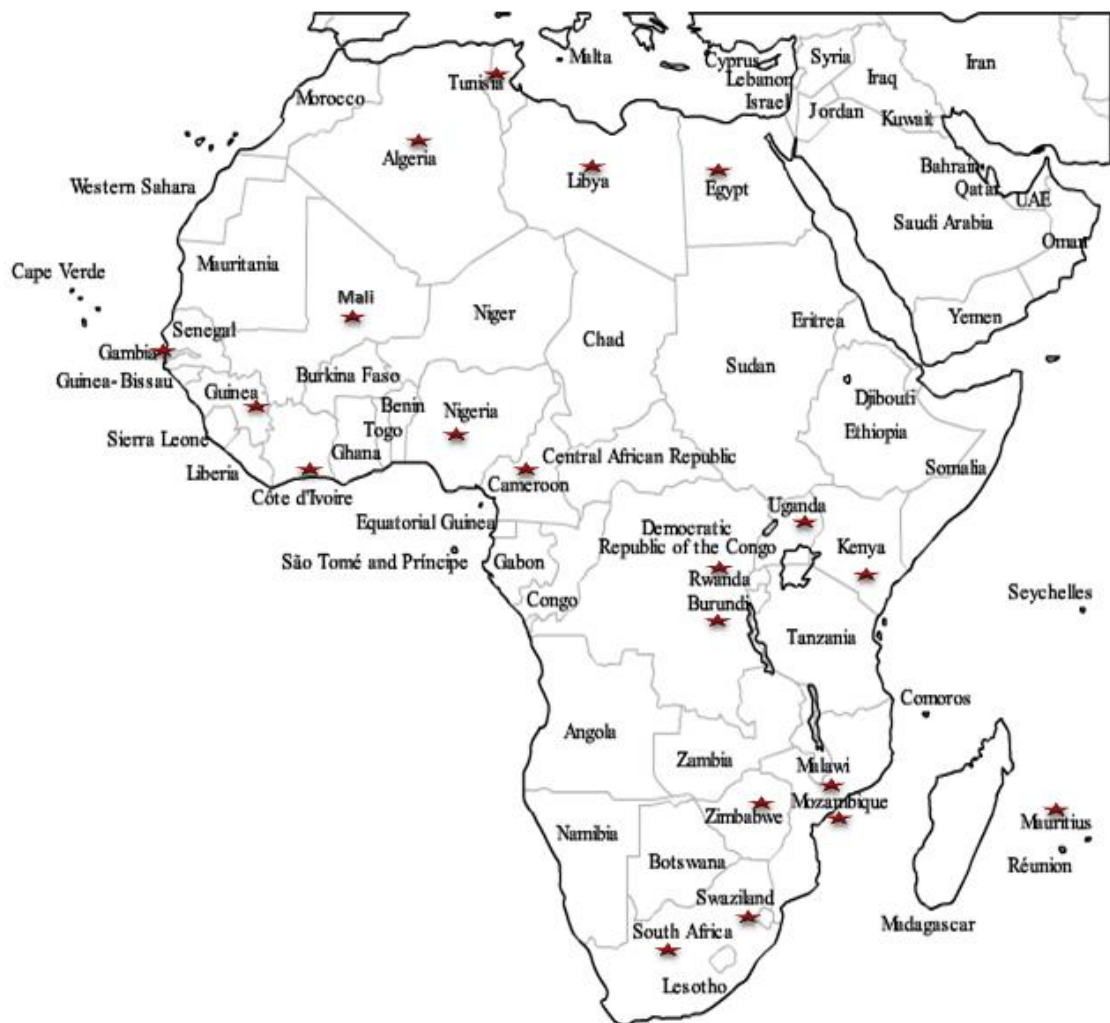 Malta
Cyprus
Syria
Iran
Tunisia
Lebanon
Iraq
Morocco
Israel
Jordan
Kuwait
Algeria
Libya
Egypt
Bahrain
Western Sahara
Qatar
UAE
Saudi Arabia
Oman
Mauritania
Cape Verde
Mali
Niger
Yemen
Senegal
Eritrea
Chad
Gambia
Sudan
Guinea-Bissau
Burkina Faso
Guinea
Djibouti
Benin
Nigeria
Togo
Ethiopia
Sierra Leone
Ghana
Central African Republic
Liberia
Somalia
Cameroon
Côte d'Ivoire
Uganda
Equatorial Guinea
Democratic
Republic of the Congo
Kenya
São Tomé and Príncipe
Gabon
Rwanda
Seychelles
Congo
Burundi
Tanzania
Comoros
Angola
Zambia
Malawi
Mozambique
Zimbabwe
Mauritius
Namibia
Botswana
Réunion
Swaziland
Madagascar
South Africa
Lesotho